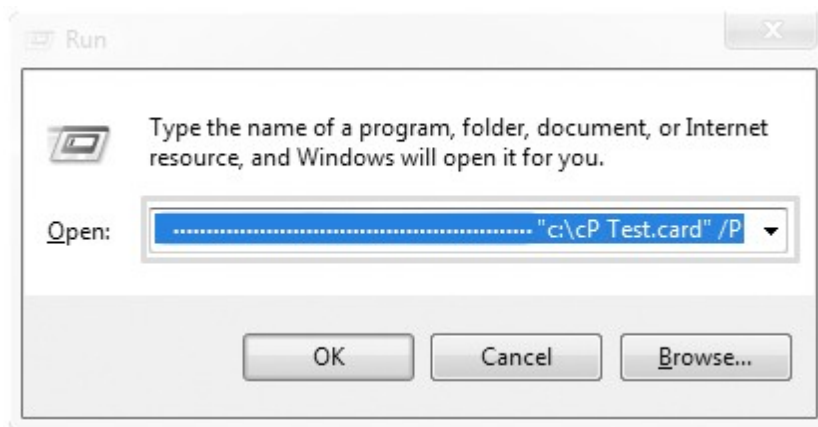 Run
Type the name of a program, folder, document, or Internet
resource, and Windows will open it for you.
Open:
"c:\cP Test.card" /P
OK
Cancel
Browse...